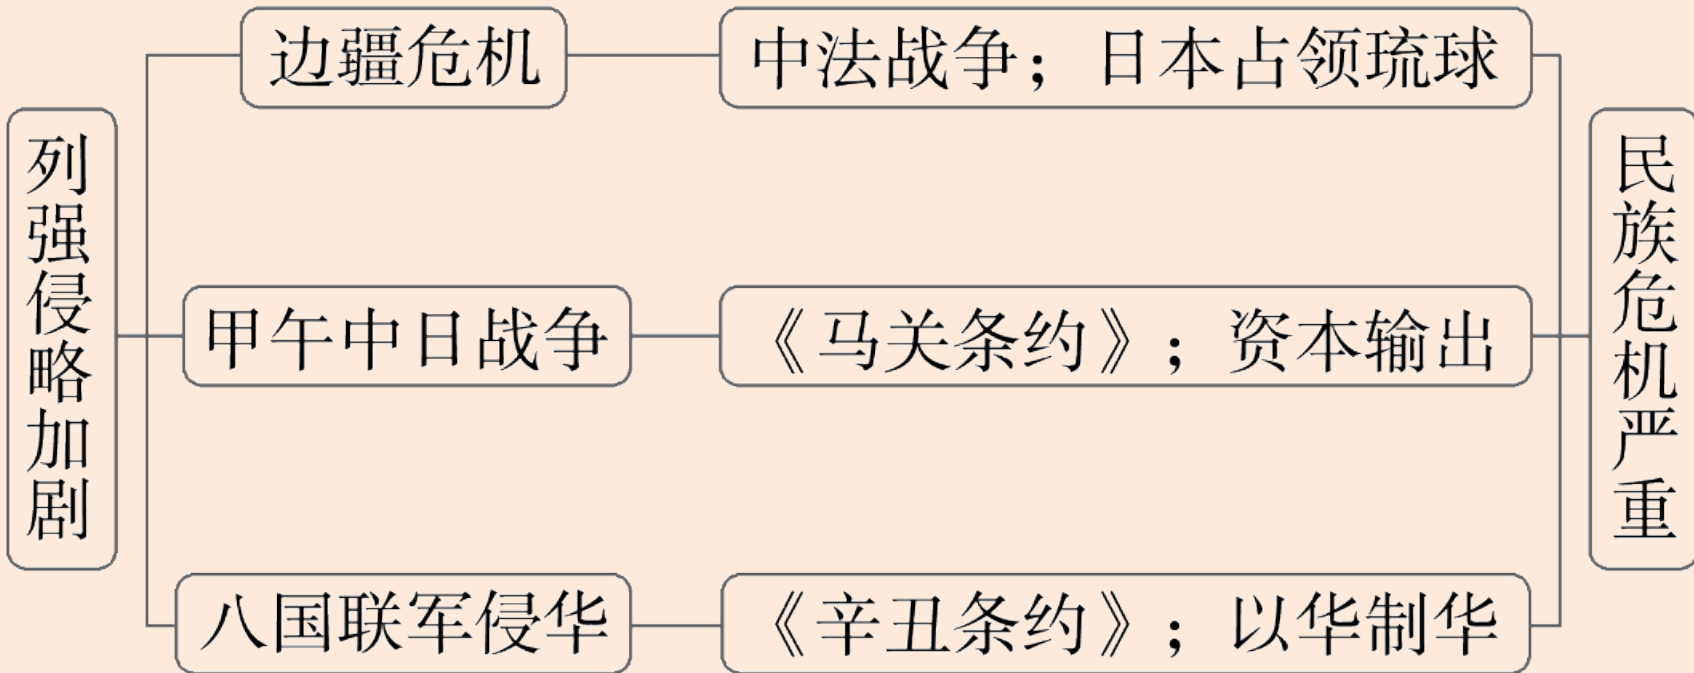 列强侵略加剧
边疆危机
中法战争；日本占领琉球
甲午中日战争
《马关条约》；资本输出
八国联军侵华
《辛丑条约》；以华制华
民族危机严重